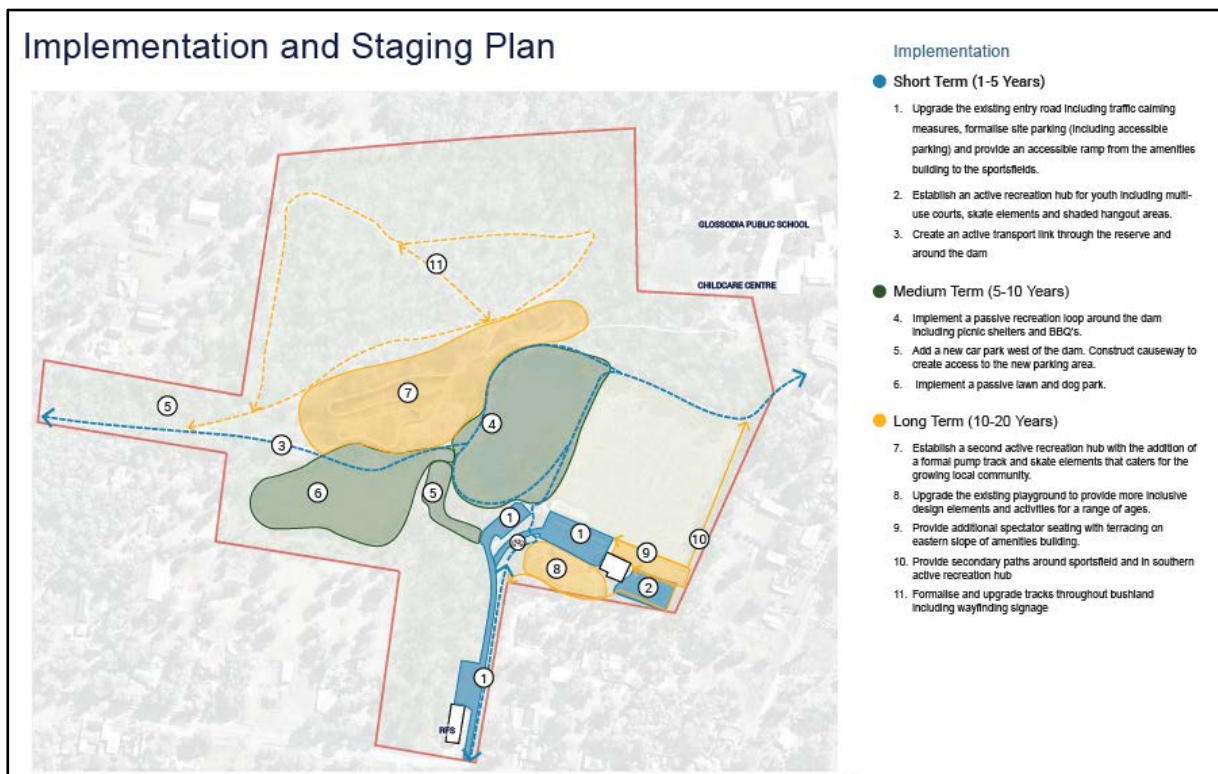 Implementation and Staging Plan
Implementation
Short Term (1-5 Years)
1. Upgrade the existing entry road including traffic calming
measures, formalise site parking (including accessible
parking) and provide an accessible ramp from the amenities
building to the sportsfields.
2. Establish an active recreation hub for youth including multi-
use courts, skate elements and shaded hangout areas.
3. Create an active transport link through the reserve and
around the dam
Medium Term (5-10 Years)
4. Implement a passive recreation loop around the dam
including picnic shelters and BBQ's.
5. Add a new car park west of the dam. Construct causeway to
create access to the new parking area.
6. Implement a passive lawn and dog park.
Long Term (10-20 Years)
7. Establish a second active recreation hub with the addition of
a formal pump track and skate elements that caters for the
growing local community.
8. Upgrade the existing playground to provide more inclusive
design elements and activities for a range of ages.
9. Provide additional spectator seating with terracing on
eastern slope of amenities building.
10. Provide secondary paths around sportsfield and in southern
active recreation hub
11. Formalise and upgrade tracks throughout bushland
including wayfinding signage
GLOSSODIA PUBLIC SCHOOL
11
CHILDCARE CENTRE
7
5
4
3
6
5
1
1
10
9
8
2
1
RFS